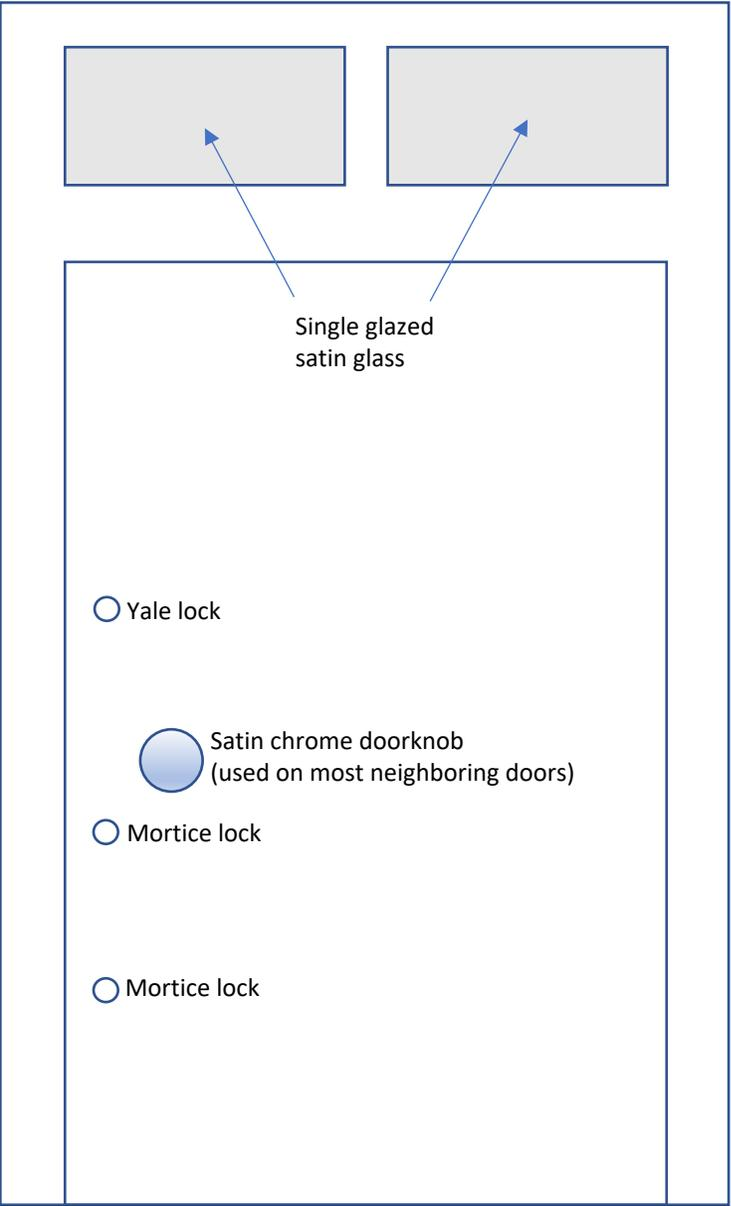 Single glazed
satin glass
Yale lock
Satin chrome doorknob
(used on most neighboring doors)
Mortice lock
Mortice lock